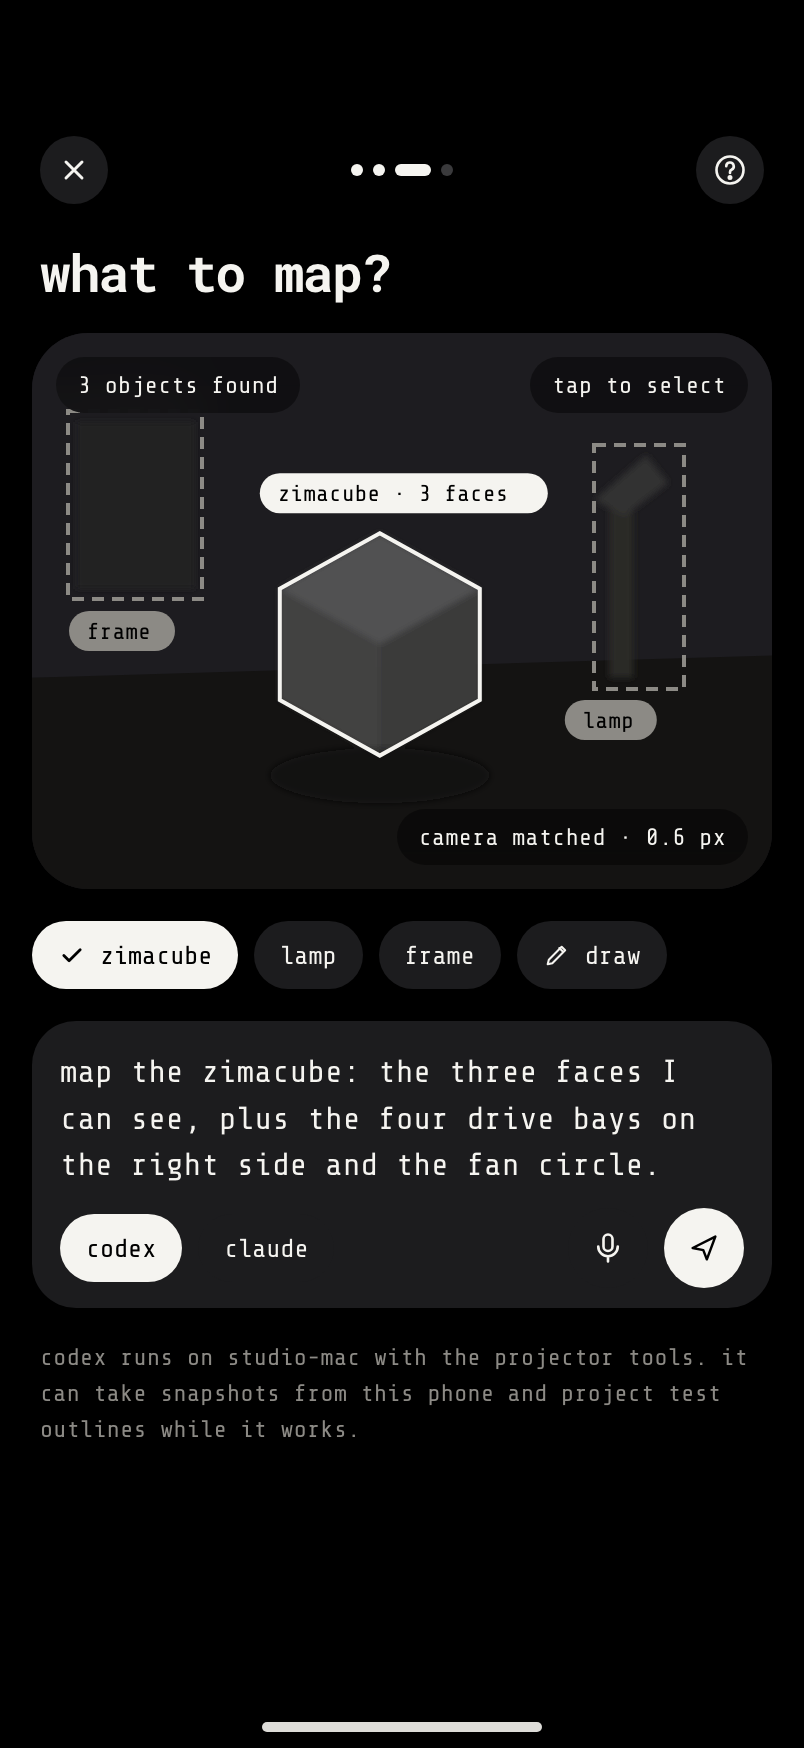 what to map?
3 objects found
tap to select
zimacube · 3 faces
frame
lamp
camera matched · 0.6 px
zimacube
lamp
frame
draw
map the zimacube: the three faces I
can see, plus the four drive bays on
the right side and the fan circle.
codex
claude
codex runs on studio-mac with the projector tools. it
can take snapshots from this phone and project test
outlines while it works.